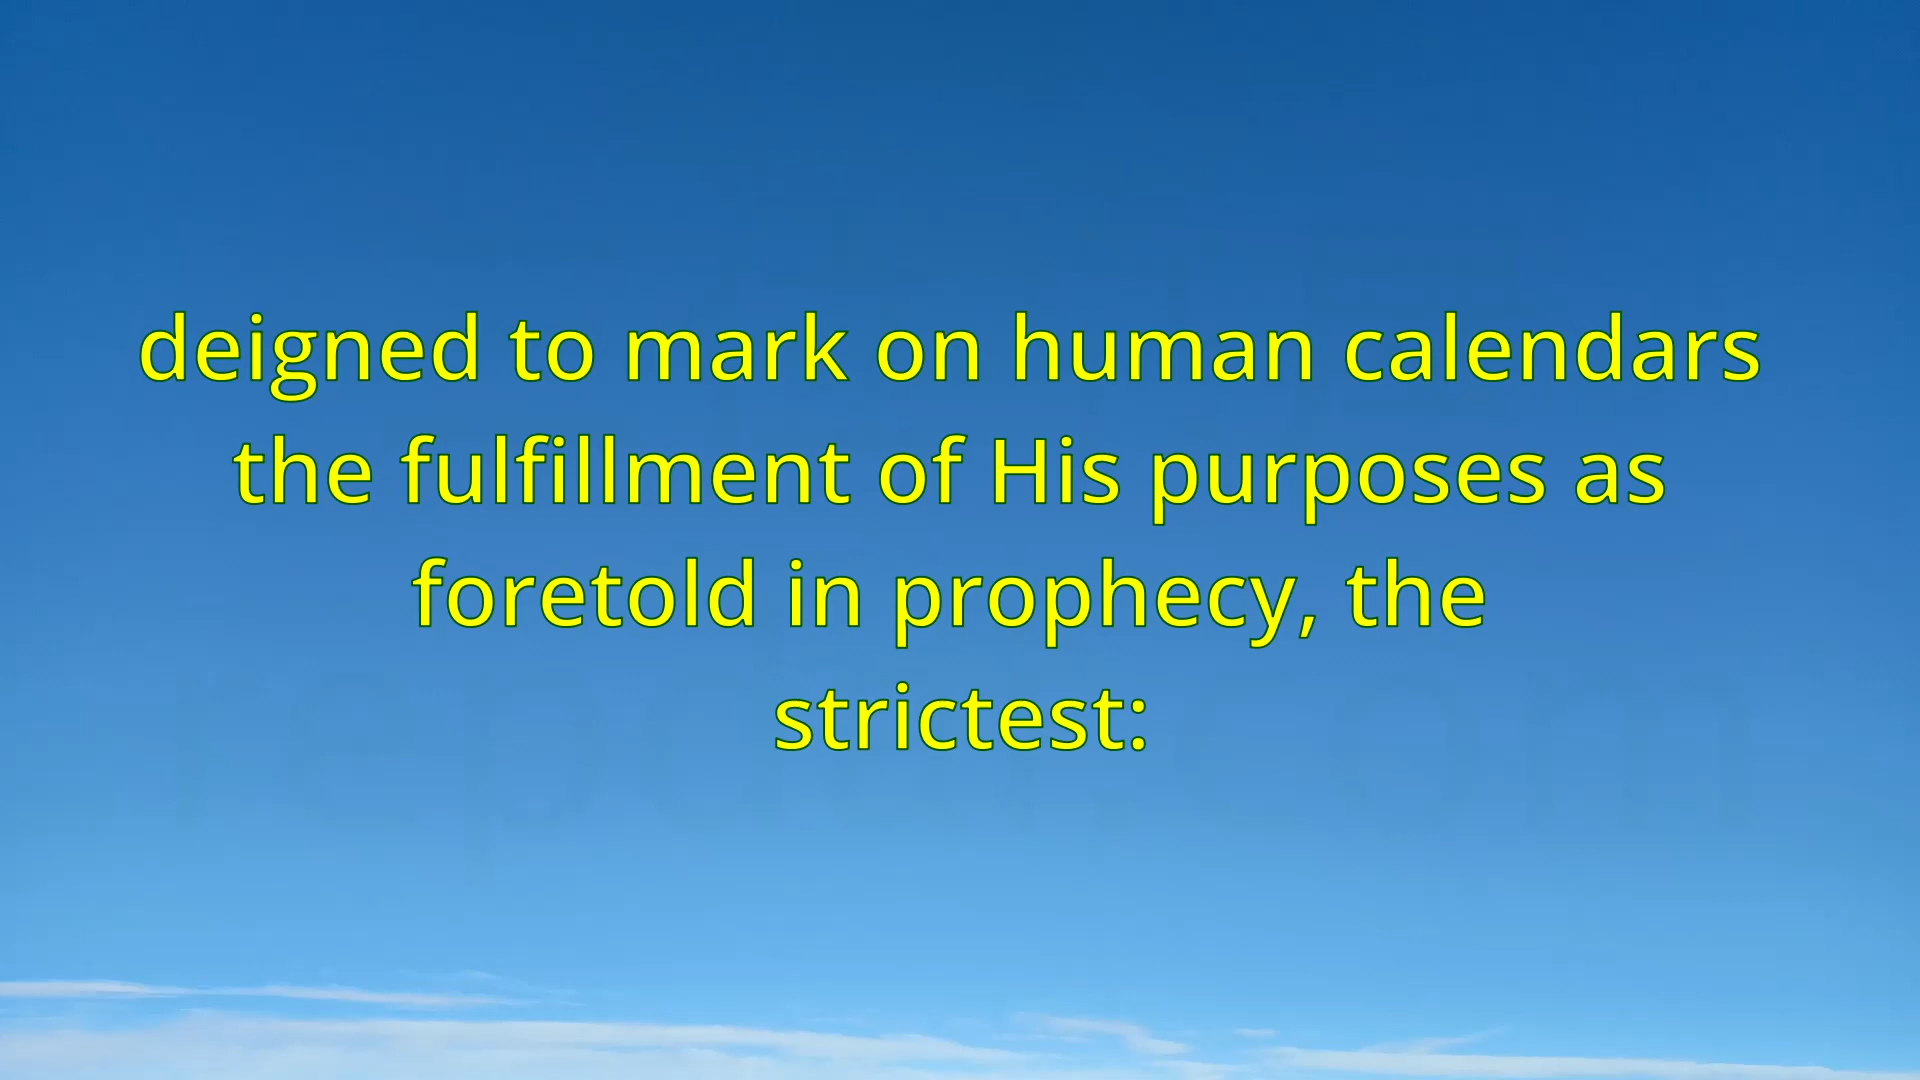 deigned to mark on human calendars
the fulfillment of His purposes as
foretold in prophecy, the
strictest: